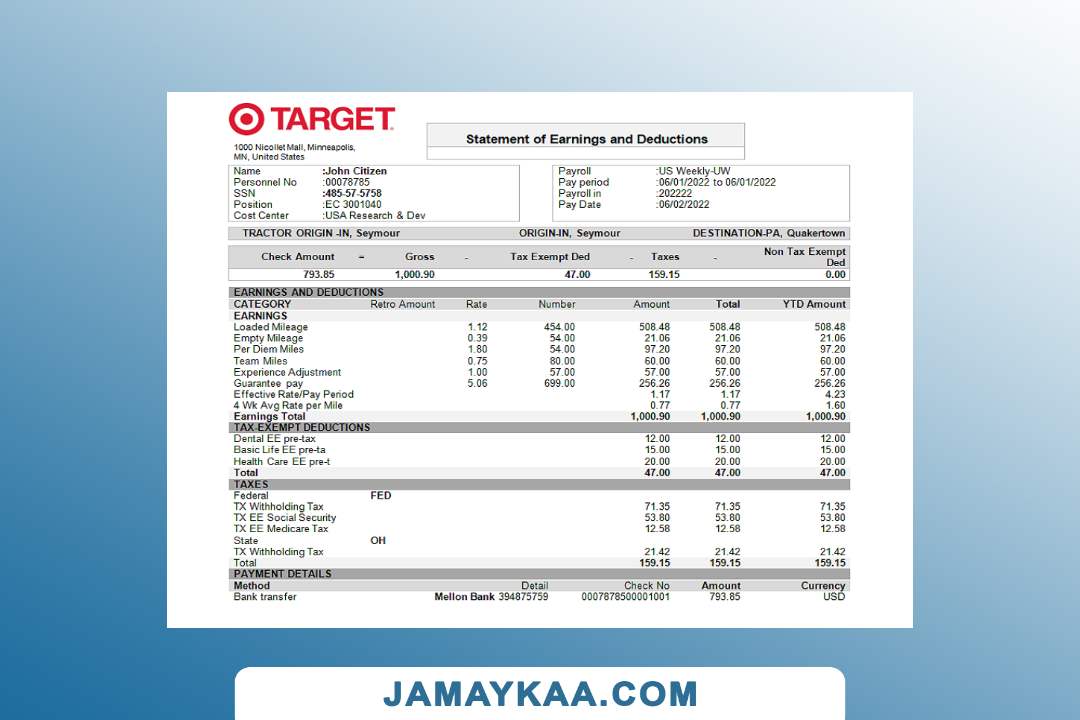 TARGET
1000 Nicollet Mall, Minneapolis,
MN, United States
Statement of Earnings and Deductions
Name :John Citizen
Personnel No :00078785
SSN :485-57-5758
Position :EC 3001040
Cost Center :USA Research & Dev
Payroll :US Weekly-UW
Pay period :06/01/2022 to 06/01/2022
Payroll in :202222
Pay Date :06/02/2022
TRACTOR ORIGIN -IN, Seymour ORIGIN-IN, Seymour DESTINATION-PA, Quakertown
Check Amount = Gross - Tax Exempt Ded - Taxes - Non Tax Exempt
Ded
793.85 1,000.90 47.00 159.15 0.00
EARNINGS AND DEDUCTIONS
CATEGORY Retro Amount Rate Number Amount Total YTD Amount
EARNINGS
Loaded Mileage 1.12 454.00 508.48 508.48 508.48
Empty Mileage 0.39 54.00 21.06 21.06 21.06
Per Diem Miles 1.80 54.00 97.20 97.20 97.20
Team Miles 0.75 80.00 60.00 60.00 60.00
Experience Adjustment 1.00 57.00 57.00 57.00 57.00
Guarantee pay 5.06 699.00 256.26 256.26 256.26
Effective Rate/Pay Period 1.17 1.17 4.23
4 Wk Avg Rate per Mile 0.77 0.77 1.60
Earnings Total 1,000.90 1,000.90 1,000.90
TAX-EXEMPT DEDUCTIONS
Dental EE pre-tax 12.00 12.00 12.00
Basic Life EE pre-ta 15.00 15.00 15.00
Health Care EE pre-t 20.00 20.00 20.00
Total 47.00 47.00 47.00
TAXES
Federal FED
TX Withholding Tax 71.35 71.35 71.35
TX EE Social Security 53.80 53.80 53.80
TX EE Medicare Tax 12.58 12.58 12.58
State OH
TX Withholding Tax 21.42 21.42 21.42
Total 159.15 159.15 159.15
PAYMENT DETAILS
Method Detail Check No Amount Currency
Bank transfer Mellon Bank 394875759 0007878500001001 793.85 USD
JAMAYKAA.COM